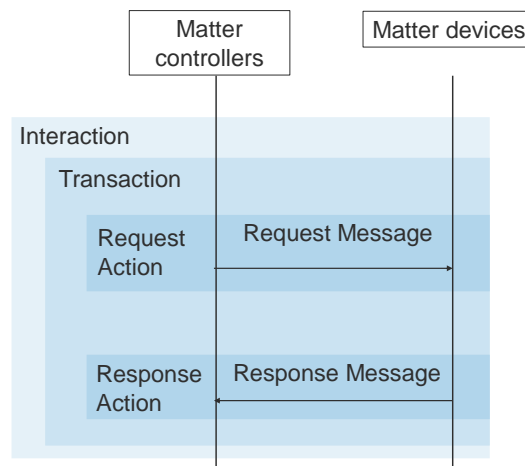 Matter
controllers
Matter devices
Interaction
Transaction
Request
Action
Request Message
Response
Action
Response Message